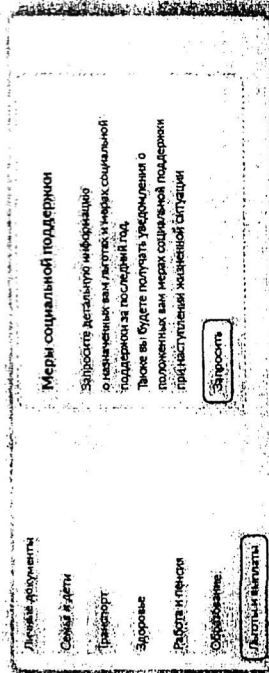 Личные документы
Семья и дети
Транспорт
Здоровье
Работа и пенсия
Образование
Льготы и выплаты
Меры социальной поддержки
Запросите детальную информацию
о назначенных вам льготах и мерах социальной
поддержки за последний год.
Также вы будете получать уведомления о
положенных вам мерах социальной поддержки
при наступлении жизненной ситуации
Запросить